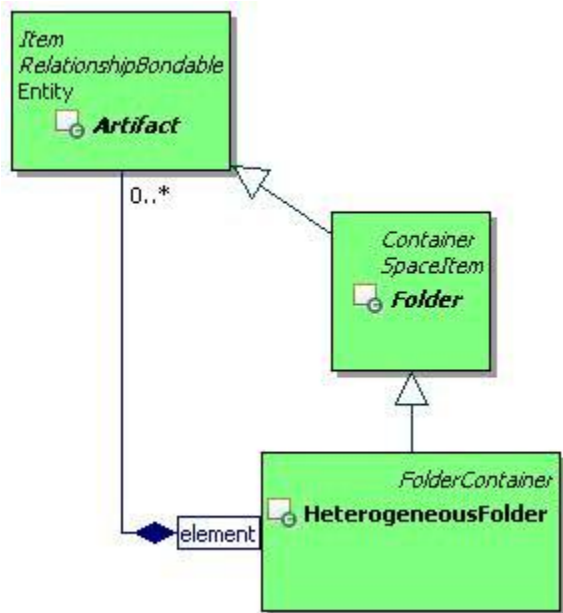 Item
RelationshipBondable
Entity
Artifact
0..*
Container
SpaceItem
Folder
FolderContainer
HeterogeneousFolder
element